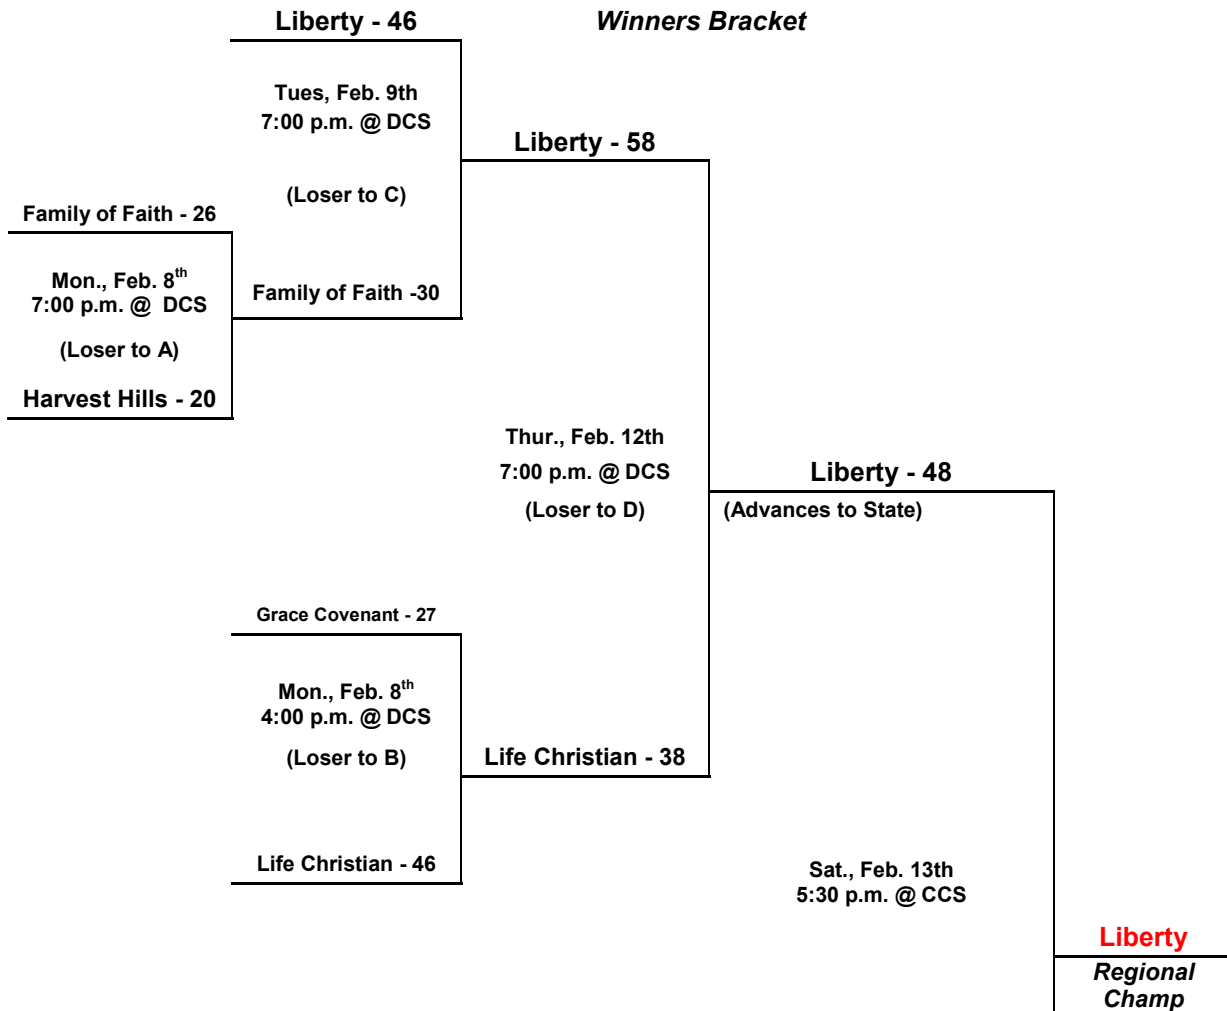 Liberty - 46
Winners Bracket
Tues, Feb. 9th
7:00 p.m. @ DCS
Liberty - 58
(Loser to C)
Family of Faith - 26
Mon., Feb. 8th
7:00 p.m. @ DCS
Family of Faith -30
(Loser to A)
Harvest Hills - 20
Thur., Feb. 12th
7:00 p.m. @ DCS
(Loser to D)
Liberty - 48
(Advances to State)
Grace Covenant - 27
Mon., Feb. 8th
4:00 p.m. @ DCS
(Loser to B)
Life Christian - 38
Life Christian - 46
Sat., Feb. 13th
5:30 p.m. @ CCS
Liberty
Regional
Champ